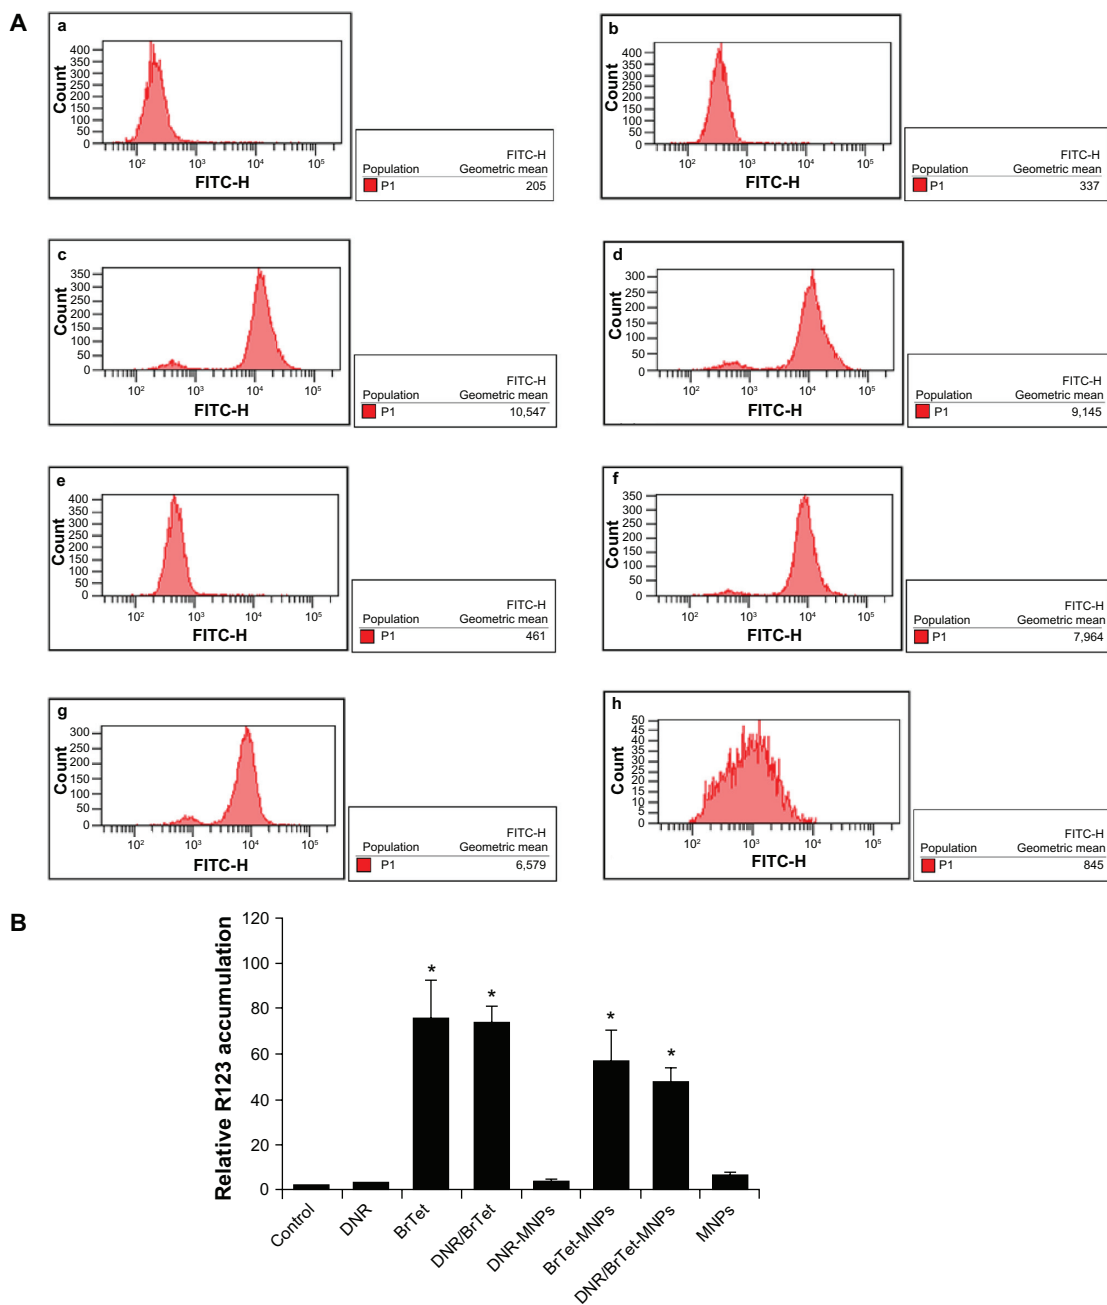 A
a
400
350
300
250
200
150
100
50
0
Count
10² 10³ 10⁴ 10⁵
FITC-H
FITC-H
Population Geometric mean
P1 205
b
400
350
300
250
200
150
100
50
0
Count
10² 10³ 10⁴ 10⁵
FITC-H
FITC-H
Population Geometric mean
P1 337
c
350
300
250
200
150
100
50
0
Count
10² 10³ 10⁴ 10⁵
FITC-H
FITC-H
Population Geometric mean
P1 10,547
d
300
250
200
150
100
50
0
Count
10² 10³ 10⁴ 10⁵
FITC-H
FITC-H
Population Geometric mean
P1 9,145
e
400
350
300
250
200
150
100
50
0
Count
10² 10³ 10⁴ 10⁵
FITC-H
FITC-H
Population Geometric mean
P1 461
f
350
300
250
200
150
100
50
0
Count
10² 10³ 10⁴ 10⁵
FITC-H
FITC-H
Population Geometric mean
P1 7,964
g
300
250
200
150
100
50
0
Count
10² 10³ 10⁴ 10⁵
FITC-H
FITC-H
Population Geometric mean
P1 6,579
h
50
45
40
35
30
25
20
15
10
5
0
Count
10² 10³ 10⁴ 10⁵
FITC-H
FITC-H
Population Geometric mean
P1 845
B
120
100
80
60
40
20
0
Relative R123 accumulation
* * * *
Control
DNR
BrTet
DNR/BrTet
DNR-MNPs
BrTet-MNPs
DNR/BrTet-MNPs
MNPs